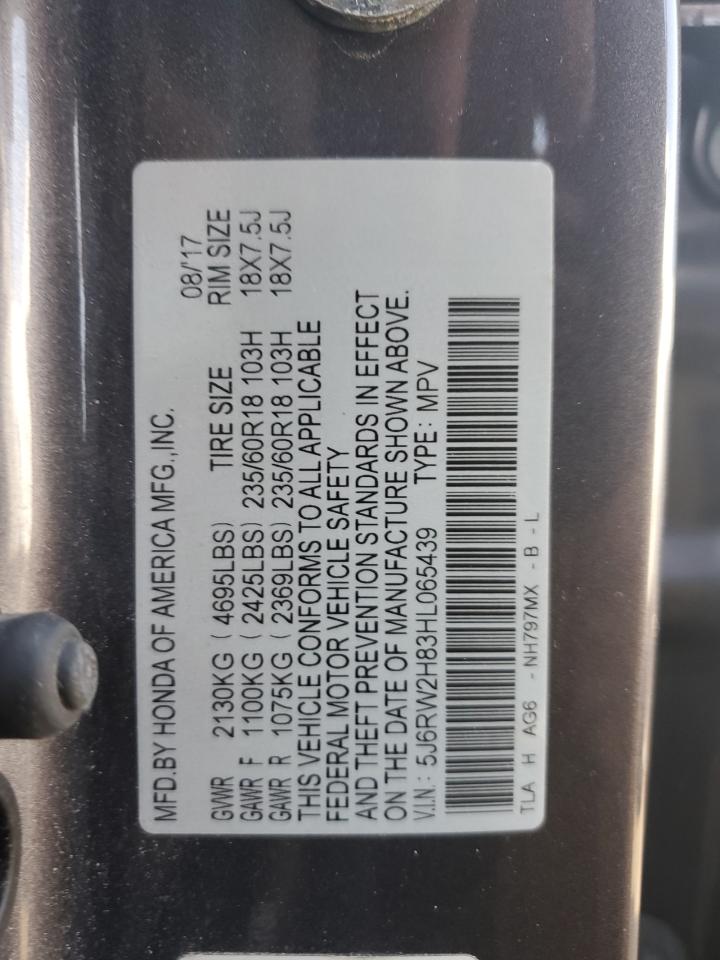 MFD.BY HONDA OF AMERICA MFG.,INC. 08/'17
GVWR 2130KG ( 4695LBS) TIRE SIZE RIM SIZE
GAWR F 1100KG ( 2425LBS) 235/60R18 103H 18X7.5J
GAWR R 1075KG ( 2369LBS) 235/60R18 103H 18X7.5J
THIS VEHICLE CONFORMS TO ALL APPLICABLE
FEDERAL MOTOR VEHICLE SAFETY
AND THEFT PREVENTION STANDARDS IN EFFECT
ON THE DATE OF MANUFACTURE SHOWN ABOVE.
V.I.N.: 5J6RW2H83HL065439 TYPE: MPV
TLA H AG6 -NH797MX -B-L